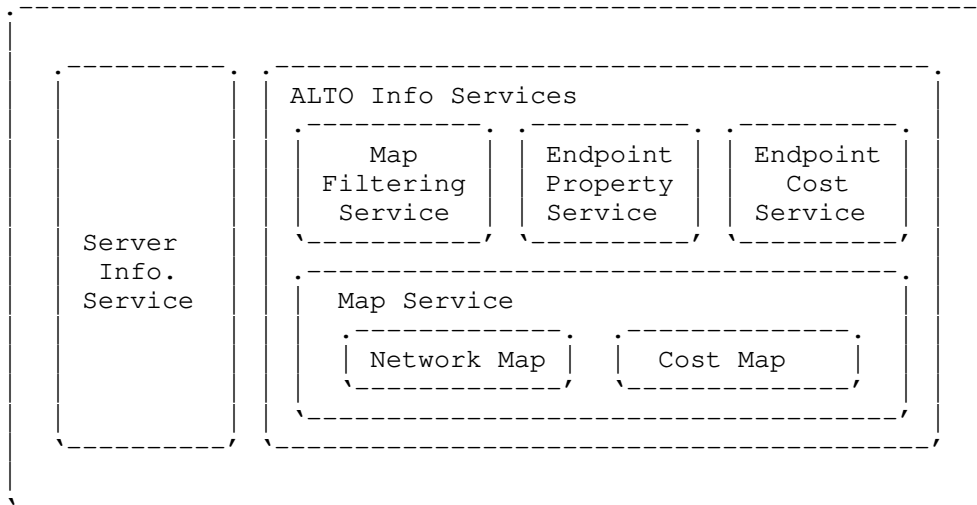 ALTO Info Services
Map Filtering Service
Endpoint Property Service
Endpoint Cost Service
Server Info. Service
Map Service
Network Map
Cost Map